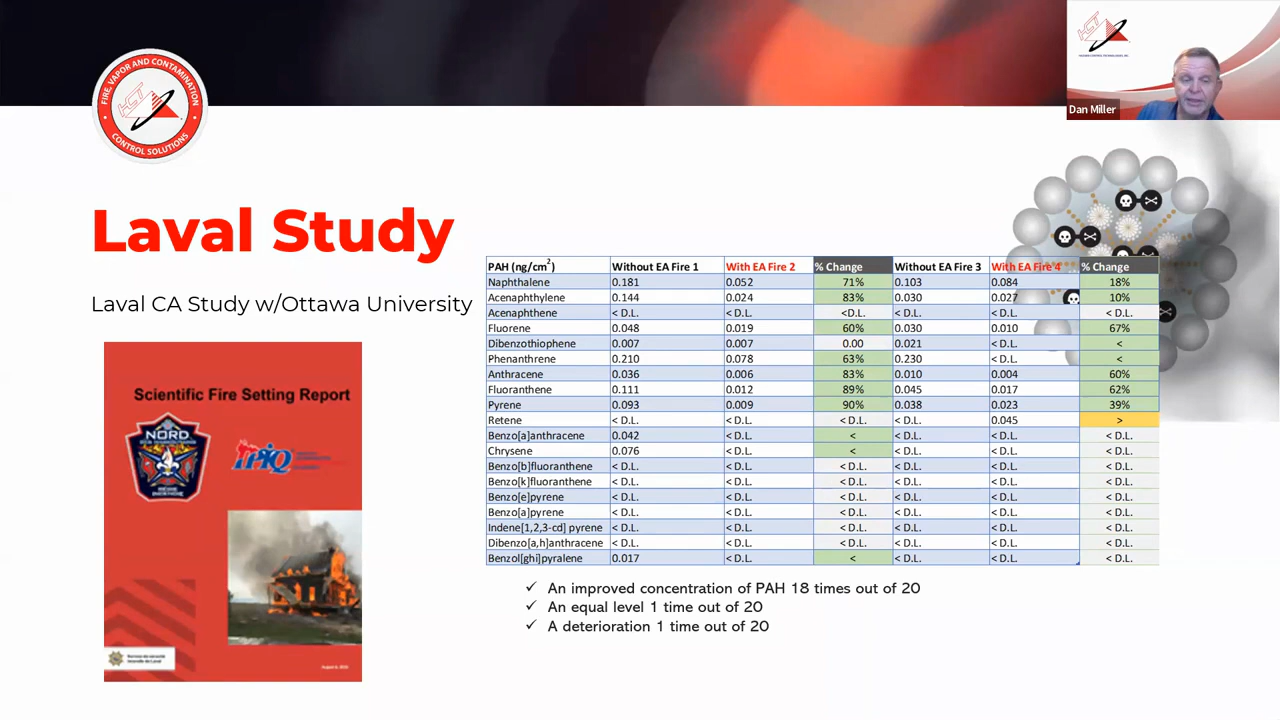 HCT
HAZARD CONTROL TECHNOLOGIES, INC.
Dan Miller
FIRE, VAPOR AND CONTAMINATION
HCT
CONTROL SOLUTIONS
Laval Study
Laval CA Study w/Ottawa University
Scientific Fire Setting Report
NORD
IPIQ
August 6, 2020
PAH (ng/cm²) Without EA Fire 1 With EA Fire 2 % Change Without EA Fire 3 With EA Fire 4 % Change
Naphthalene 0.181 0.052 71% 0.103 0.084 18%
Acenaphthylene 0.144 0.024 83% 0.030 0.027 10%
Acenaphthene < D.L. < D.L. <D.L. < D.L. < D.L. < D.L.
Fluorene 0.048 0.019 60% 0.030 0.010 67%
Dibenzothiophene 0.007 0.007 0.00 0.021 < D.L. <
Phenanthrene 0.210 0.078 63% 0.230 < D.L. <
Anthracene 0.036 0.006 83% 0.010 0.004 60%
Fluoranthene 0.111 0.012 89% 0.045 0.017 62%
Pyrene 0.093 0.009 90% 0.038 0.023 39%
Retene < D.L. < D.L. < D.L. < D.L. 0.045 >
Benzo[a]anthracene 0.042 < D.L. < < D.L. < D.L. < D.L.
Chrysene 0.076 < D.L. < < D.L. < D.L. < D.L.
Benzo[b]fluoranthene < D.L. < D.L. < D.L. < D.L. < D.L. < D.L.
Benzo[k]fluoranthene < D.L. < D.L. < D.L. < D.L. < D.L. < D.L.
Benzo[e]pyrene < D.L. < D.L. < D.L. < D.L. < D.L. < D.L.
Benzo[a]pyrene < D.L. < D.L. < D.L. < D.L. < D.L. < D.L.
Indene[1,2,3-cd] pyrene < D.L. < D.L. < D.L. < D.L. < D.L. < D.L.
Dibenzo[a,h]anthracene < D.L. < D.L. < D.L. < D.L. < D.L. < D.L.
Benzol[ghi]pyralene 0.017 < D.L. < < D.L. < D.L. < D.L.
✓ An improved concentration of PAH 18 times out of 20
✓ An equal level 1 time out of 20
✓ A deterioration 1 time out of 20